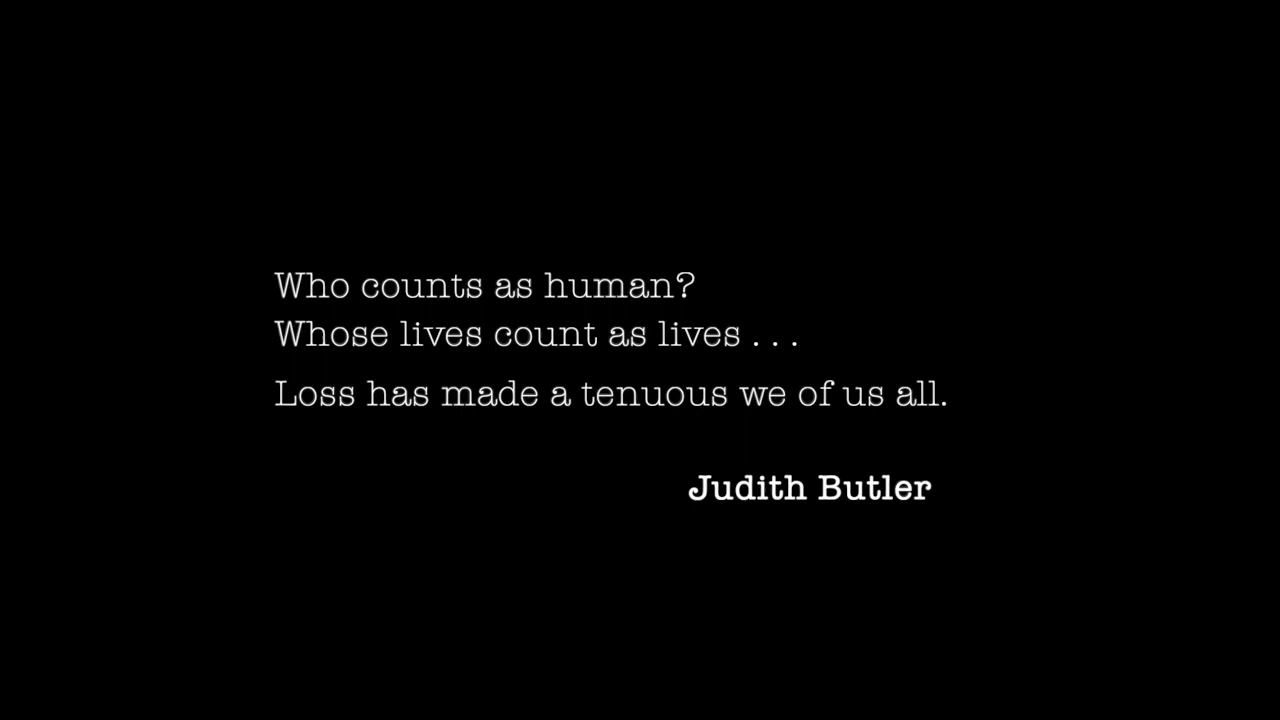 Who counts as human?
Whose lives count as lives . . .
Loss has made a tenuous we of us all.
Judith Butler